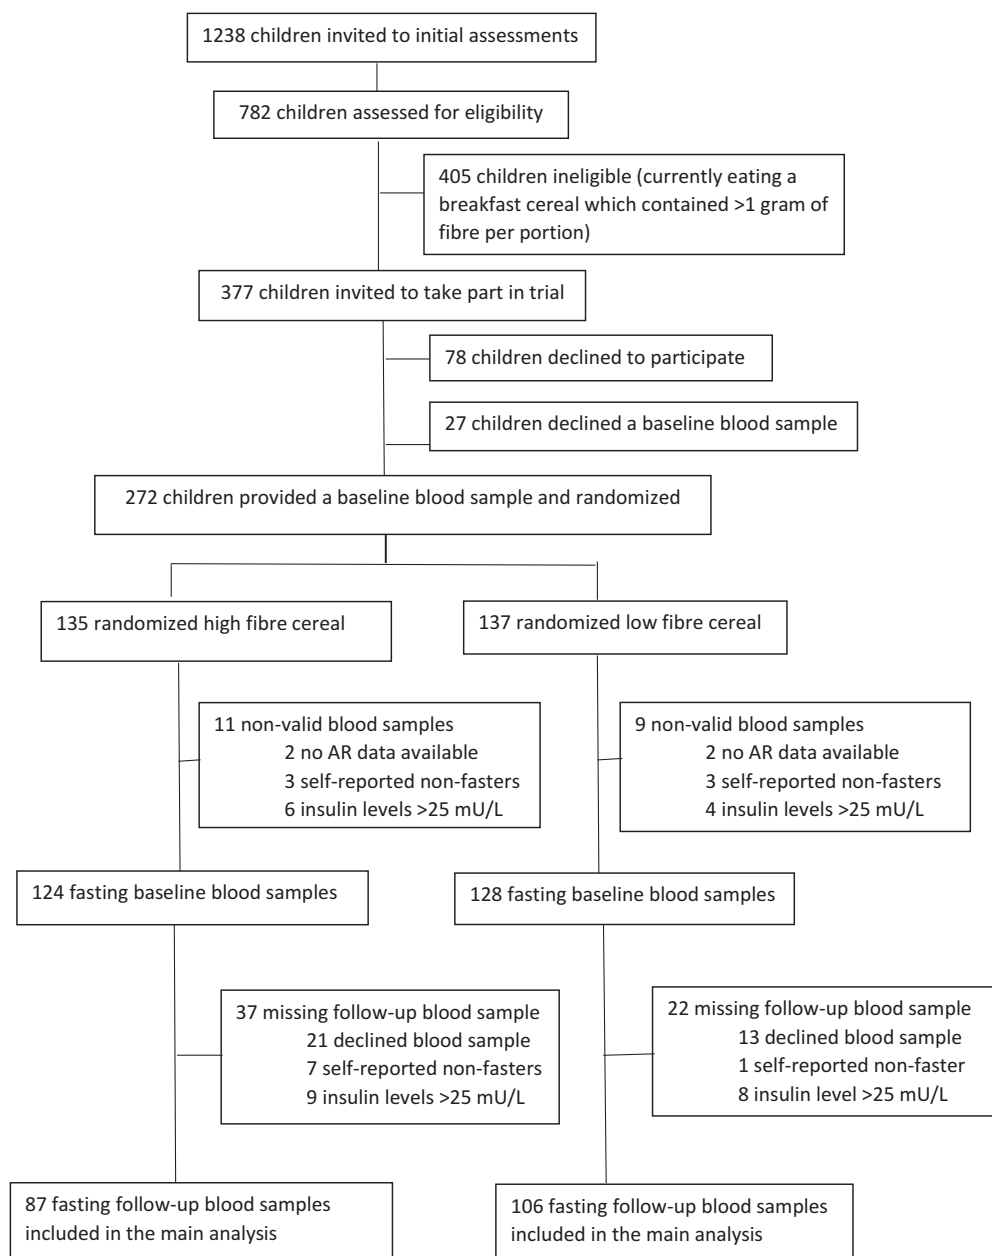 1238 children invited to initial assessments
782 children assessed for eligibility
405 children ineligible (currently eating a
breakfast cereal which contained >1 gram of
fibre per portion)
377 children invited to take part in trial
78 children declined to participate
27 children declined a baseline blood sample
272 children provided a baseline blood sample and randomized
135 randomized high fibre cereal
137 randomized low fibre cereal
11 non-valid blood samples
2 no AR data available
3 self-reported non-fasters
6 insulin levels >25 mU/L
9 non-valid blood samples
2 no AR data available
3 self-reported non-fasters
4 insulin levels >25 mU/L
124 fasting baseline blood samples
128 fasting baseline blood samples
37 missing follow-up blood sample
21 declined blood sample
7 self-reported non-fasters
9 insulin levels >25 mU/L
22 missing follow-up blood sample
13 declined blood sample
1 self-reported non-faster
8 insulin level >25 mU/L
87 fasting follow-up blood samples
included in the main analysis
106 fasting follow-up blood samples
included in the main analysis